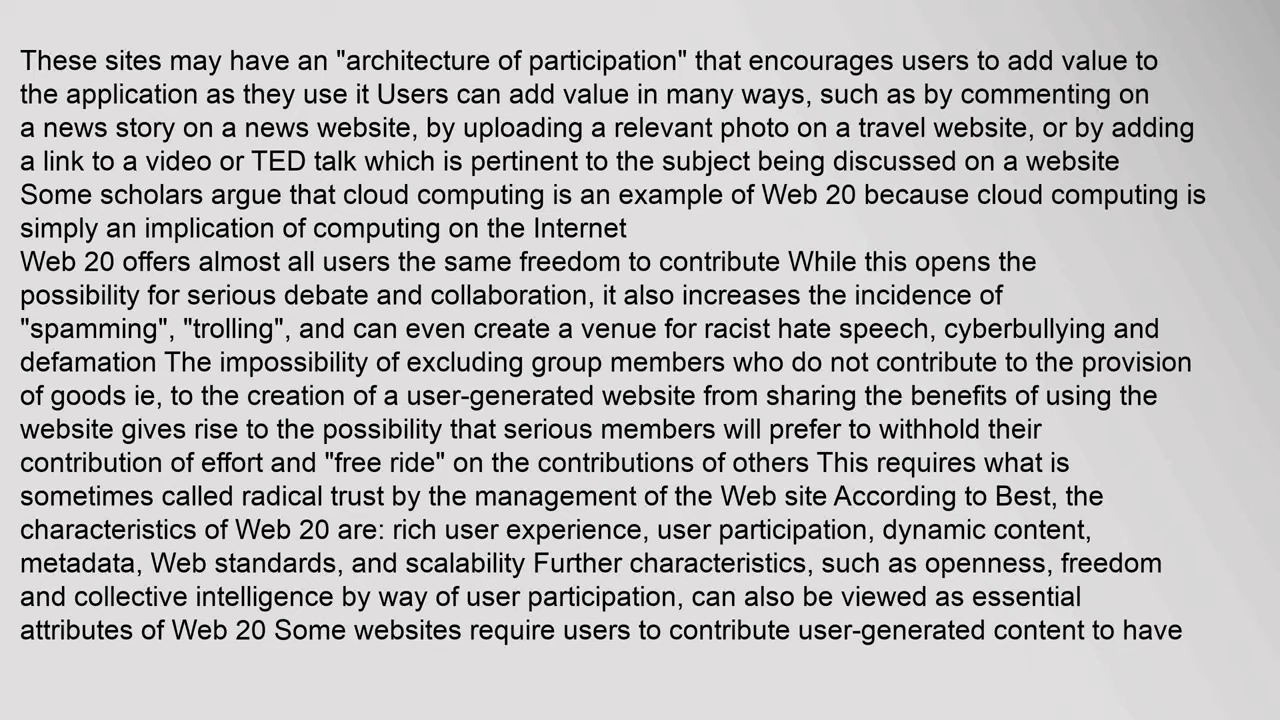 These sites may have an "architecture of participation" that encourages users to add value to
the application as they use it Users can add value in many ways, such as by commenting on
a news story on a news website, by uploading a relevant photo on a travel website, or by adding
a link to a video or TED talk which is pertinent to the subject being discussed on a website
Some scholars argue that cloud computing is an example of Web 20 because cloud computing is
simply an implication of computing on the Internet
Web 20 offers almost all users the same freedom to contribute While this opens the
possibility for serious debate and collaboration, it also increases the incidence of
"spamming", "trolling", and can even create a venue for racist hate speech, cyberbullying and
defamation The impossibility of excluding group members who do not contribute to the provision
of goods ie, to the creation of a user-generated website from sharing the benefits of using the
website gives rise to the possibility that serious members will prefer to withhold their
contribution of effort and "free ride" on the contributions of others This requires what is
sometimes called radical trust by the management of the Web site According to Best, the
characteristics of Web 20 are: rich user experience, user participation, dynamic content,
metadata, Web standards, and scalability Further characteristics, such as openness, freedom
and collective intelligence by way of user participation, can also be viewed as essential
attributes of Web 20 Some websites require users to contribute user-generated content to have